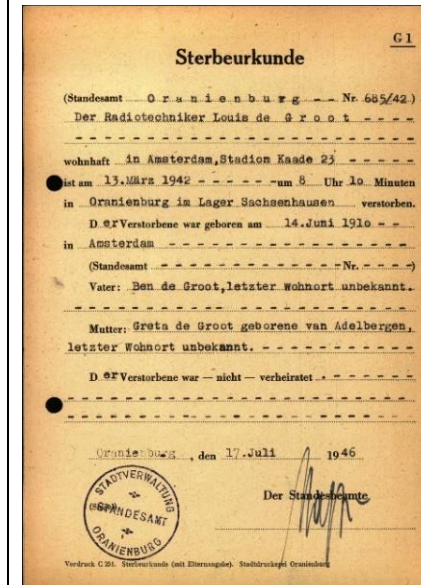 G 1
Sterbeurkunde
(Standesamt Oranienburg - - Nr. 685/42 )
Der Radiotechniker Louis de Groot - - - -
wohnhaft in Amsterdam, Stadion Kaade 23 - - - - -
ist am 13.März 1942 - - - - - - um 8 Uhr 10 Minuten
in Oranienburg im Lager Sachsenhausen verstorben.
Der Verstorbene war geboren am 14.Juni 1910 - -
in Amsterdam - - - - - - - - - - - - - - - -
(Standesamt - - - - - - - - - - Nr. - - - -)
Vater: Ben de Groot, letzter Wohnort unbekannt.
Mutter: Greta de Groot geborene van Adelbergen,
letzter Wohnort unbekannt. - - - - - - - - -
Der Verstorbene war — nicht — verheiratet . - - - - - -
Oranienburg , den 17.Juli 1946
Der Standesbeamte
STADTVERWALTUNG
STANDESAMT
ORANIENBURG
Vordruck C 251. Sterbeurkunde (mit Elternangabe). Stadtdruckerei Oranienburg